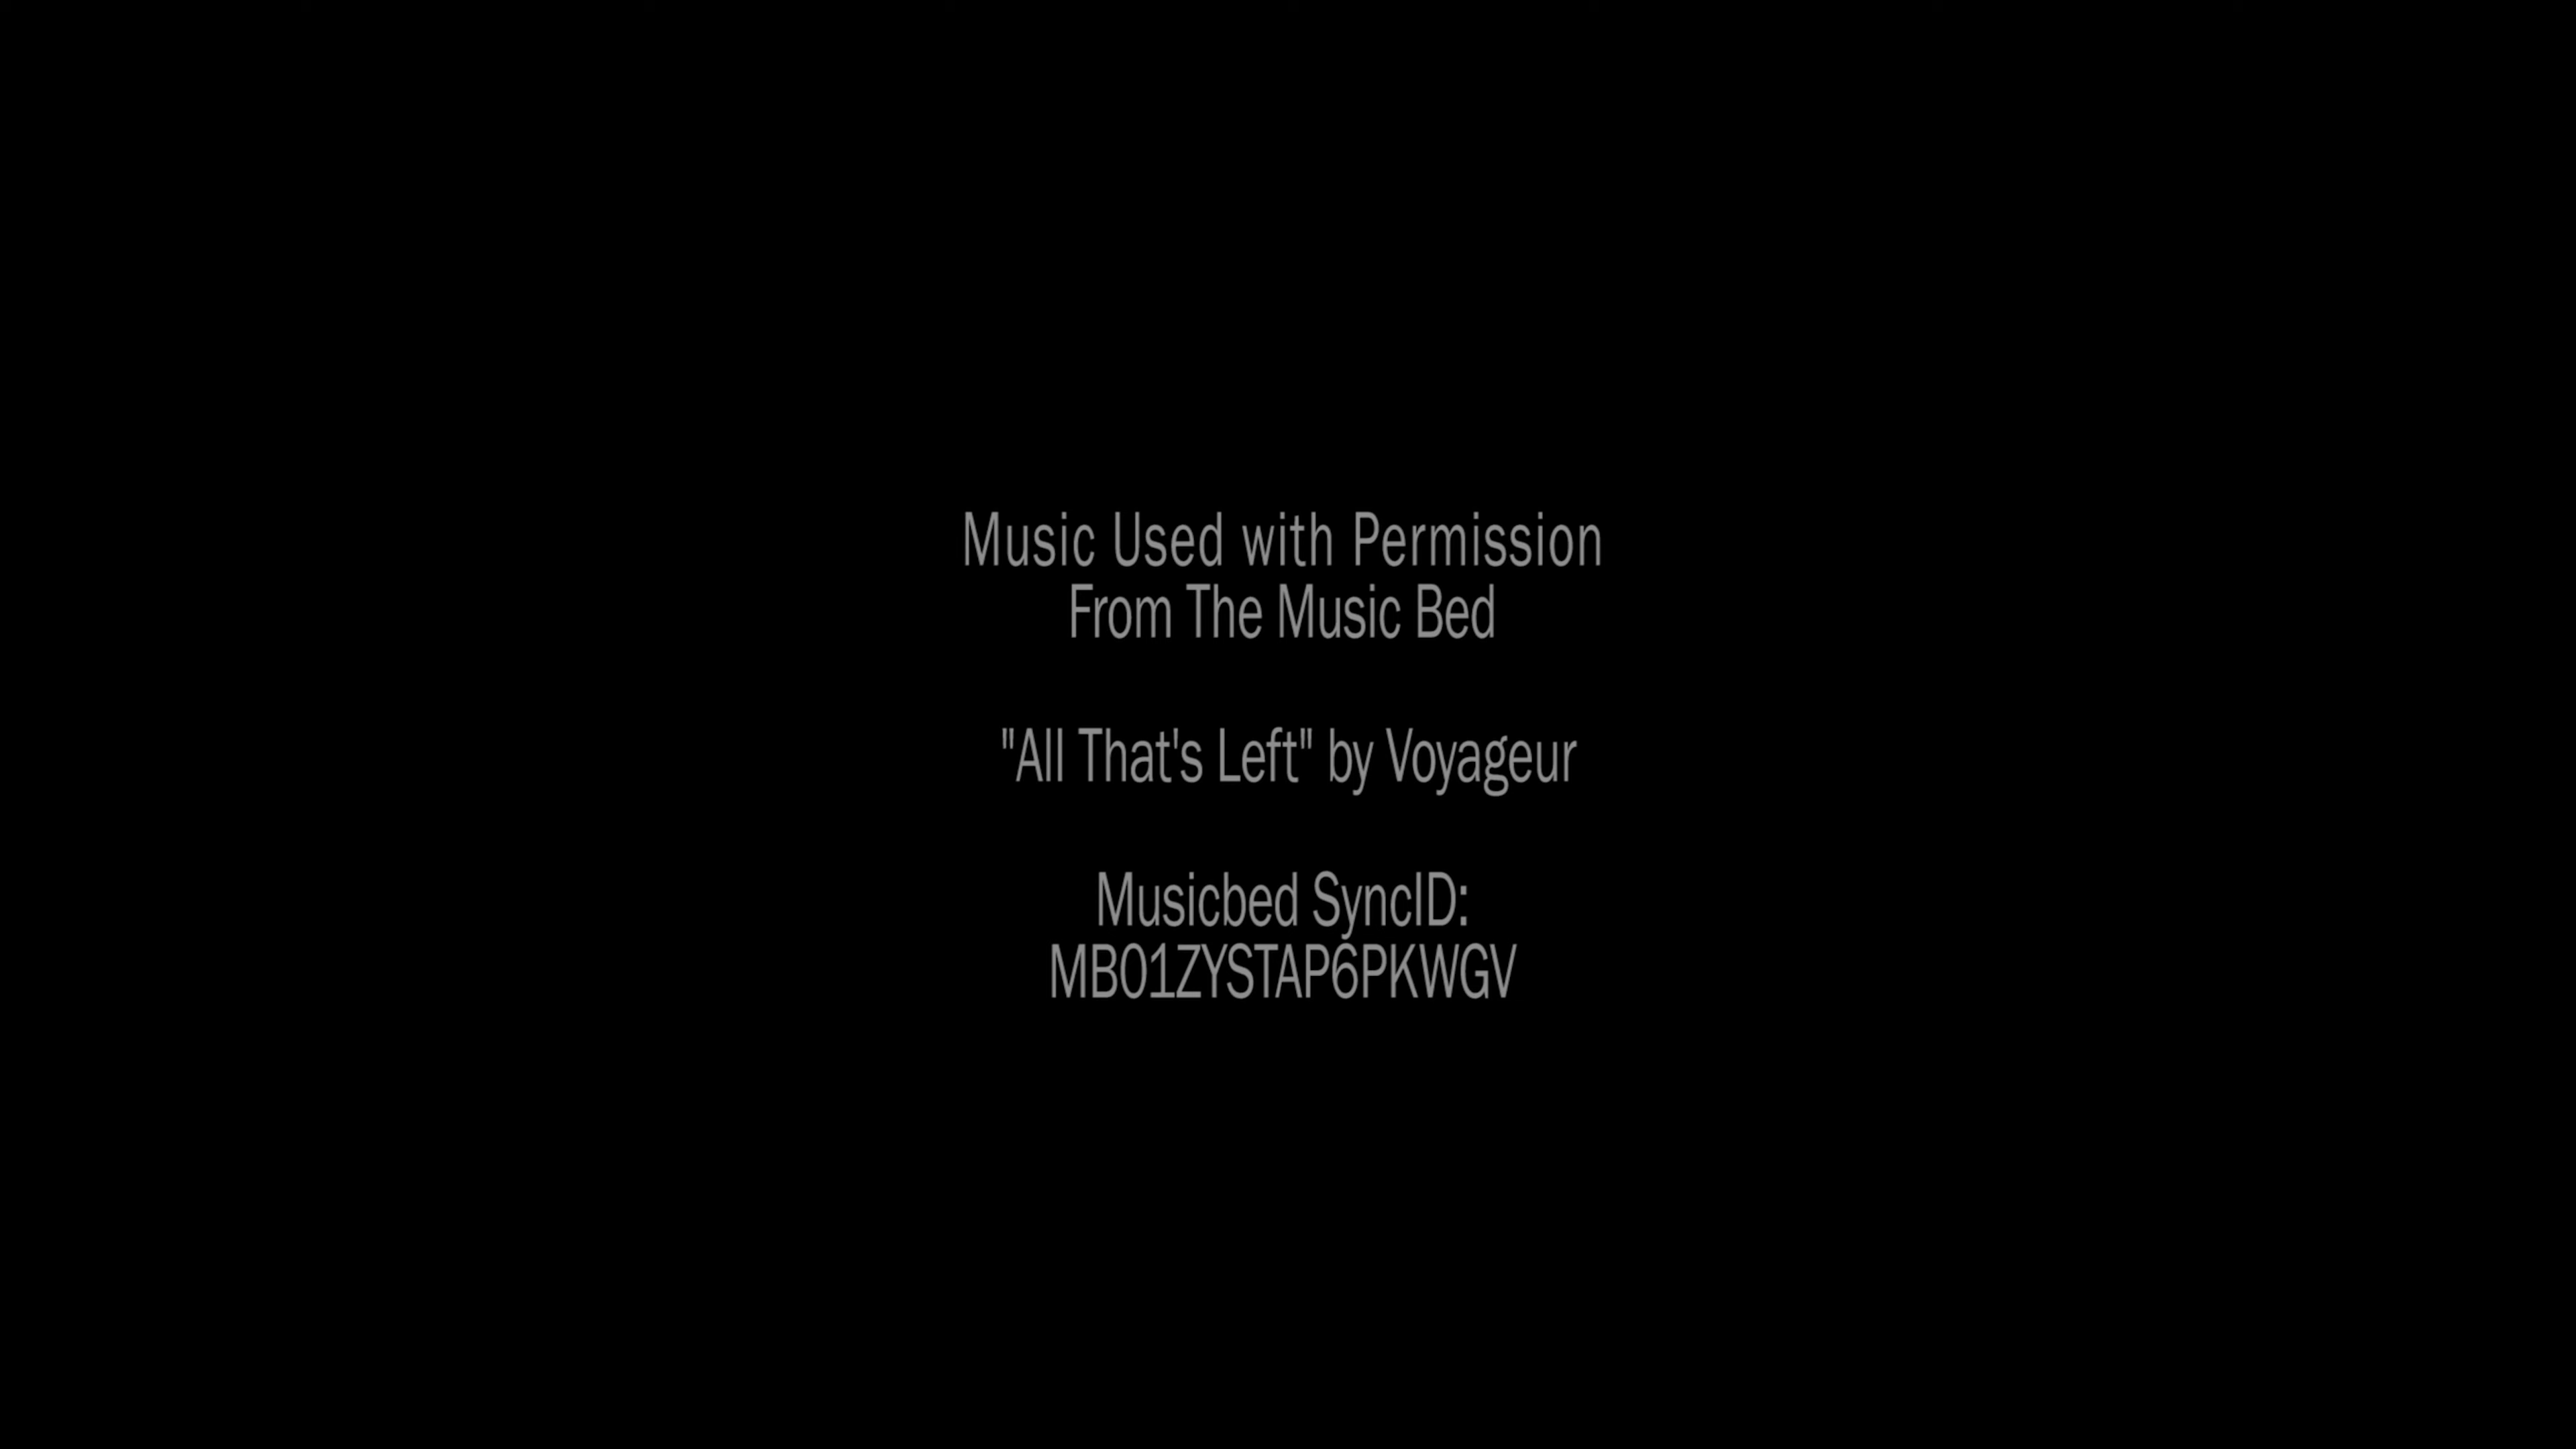 Music Used with Permission
From The Music Bed
"All That's Left" by Voyageur
Musicbed SyncID:
MB01ZYSTAP6PKWGV